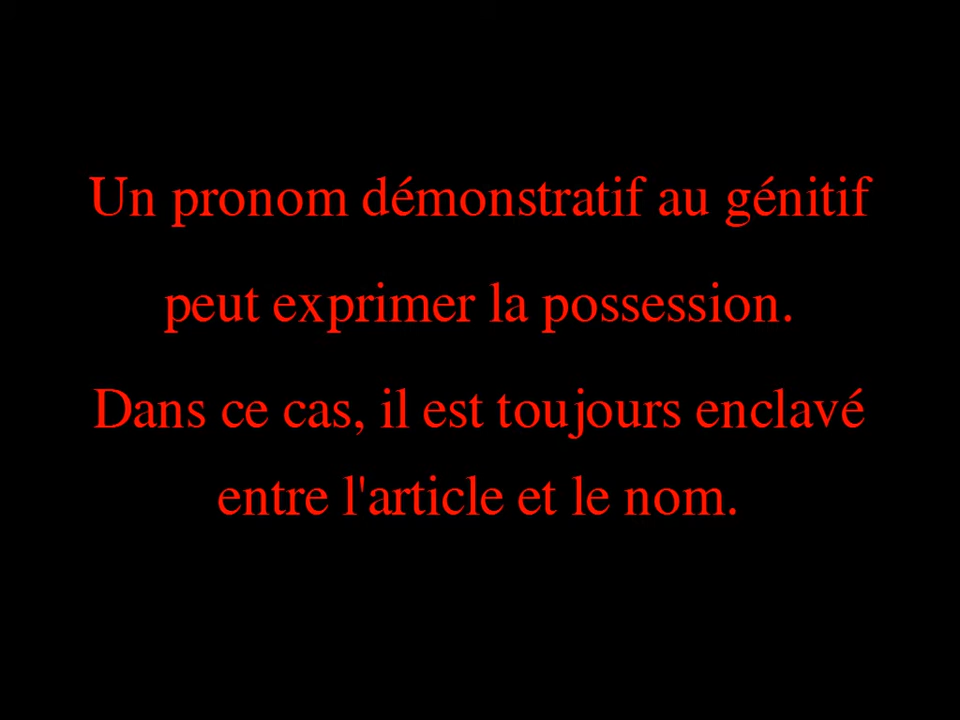 Un pronom démonstratif au génitif
peut exprimer la possession.
Dans ce cas, il est toujours enclavé
entre l'article et le nom.